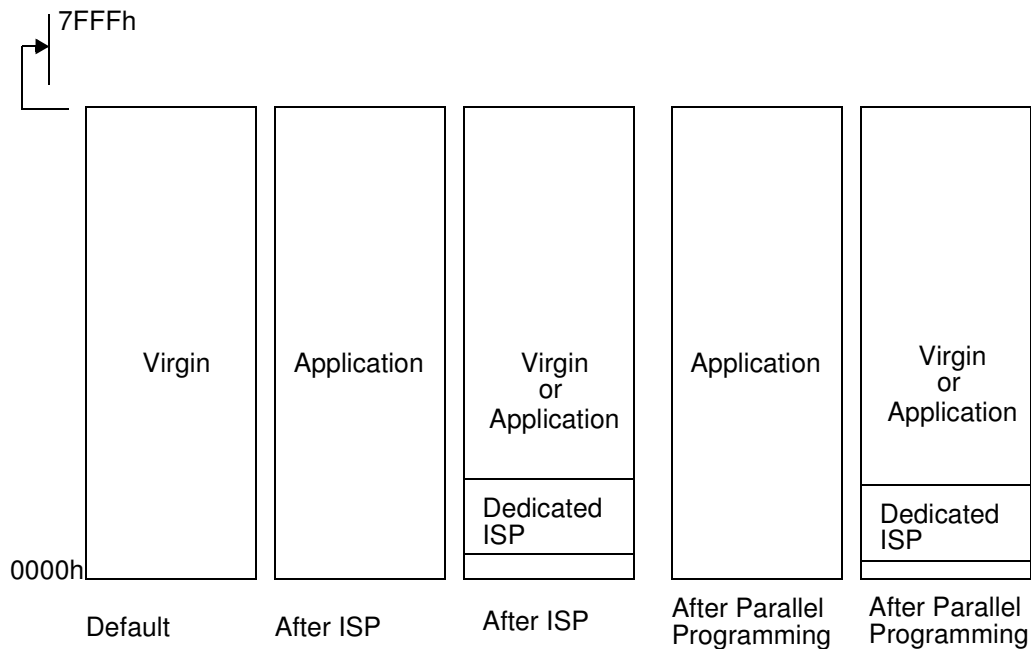 7FFFh
Virgin
Application
Virgin
or
Application
Application
Virgin
or
Application
Dedicated
ISP
Dedicated
ISP
0000h
Default
After ISP
After ISP
After Parallel
Programming
After Parallel
Programming